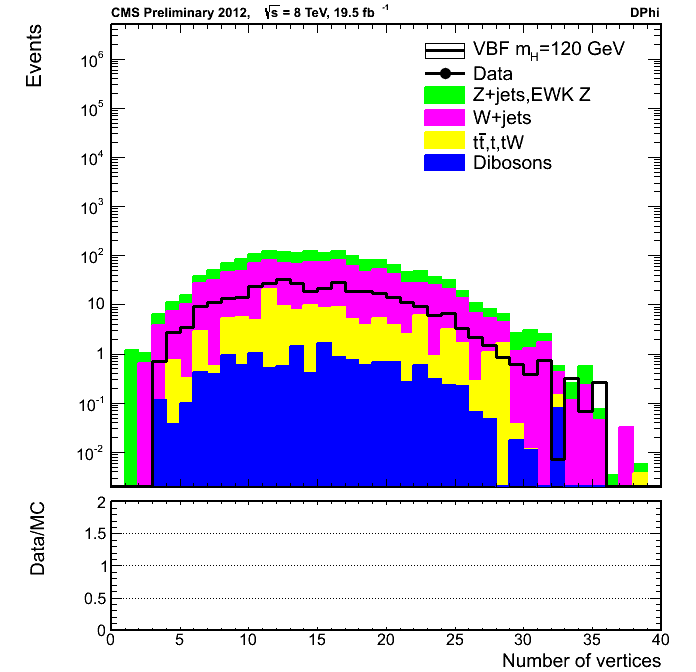 CMS Preliminary 2012, √s = 8 TeV, 19.5 fb⁻¹ DPhi
Events
10⁶
10⁵
10⁴
10³
10²
10
1
10⁻¹
10⁻²
VBF m_H=120 GeV
Data
Z+jets,EWK Z
W+jets
tt̄,t,tW
Dibosons
Data/MC
2
1.5
1
0.5
0
0 5 10 15 20 25 30 35 40
Number of vertices